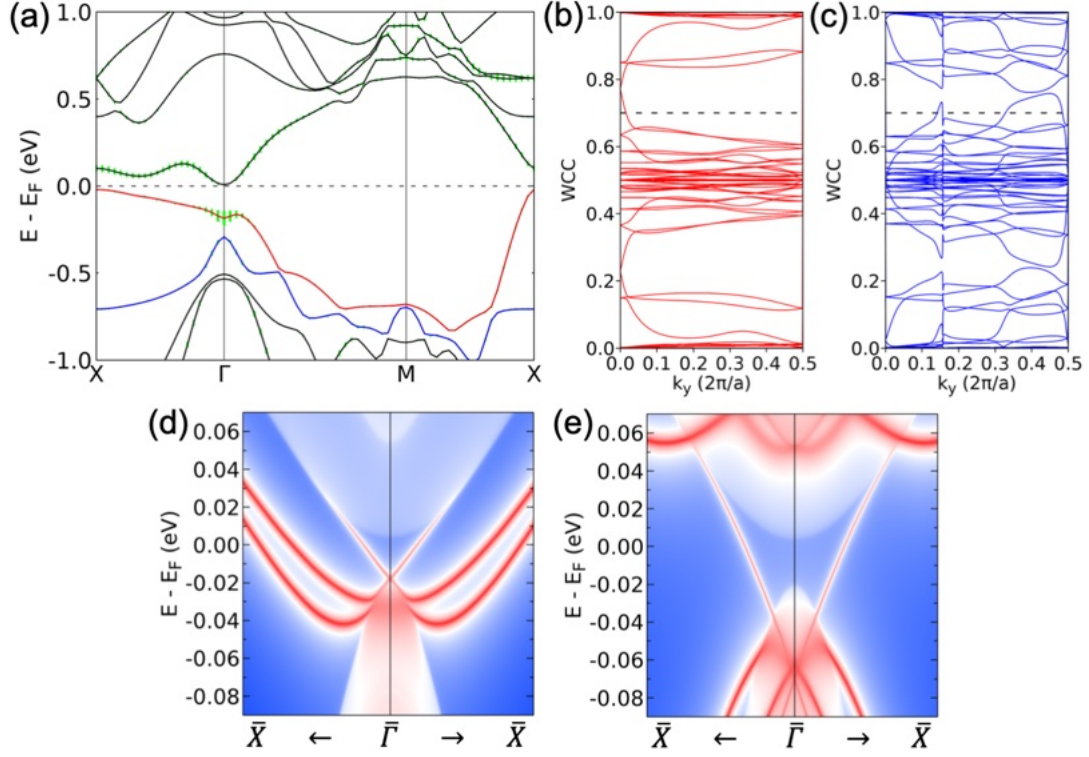 (a)
1.0
0.5
0.0
-0.5
-1.0
E - E_F (eV)
X Γ M X
(b)
1.0
0.8
0.6
0.4
0.2
0.0
WCC
0.0 0.1 0.2 0.3 0.4 0.5
k_y (2π/a)
(c)
1.0
0.8
0.6
0.4
0.2
0.0
WCC
0.0 0.1 0.2 0.3 0.4 0.5
k_y (2π/a)
(d)
0.06
0.04
0.02
0.00
-0.02
-0.04
-0.06
-0.08
E - E_F (eV)
X̅ ← Γ̅ → X̅
(e)
0.06
0.04
0.02
0.00
-0.02
-0.04
-0.06
-0.08
E - E_F (eV)
X̅ ← Γ̅ → X̅